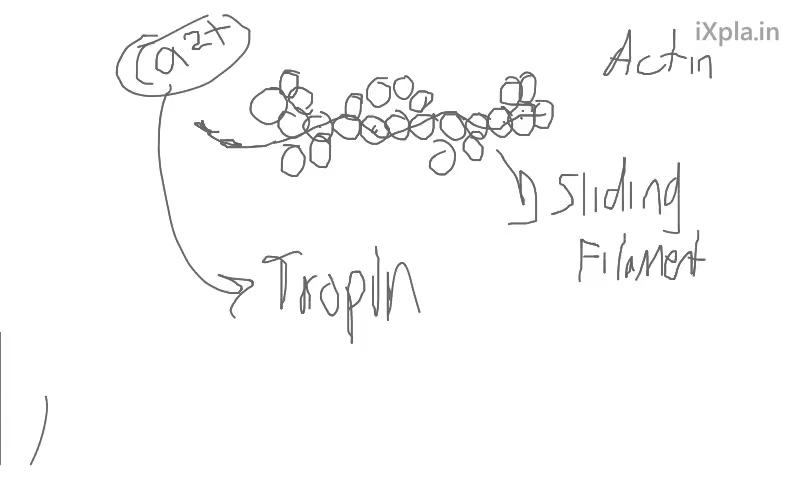 iXpla.in
Ca2+
Actin
Sliding
Filament
Tropin